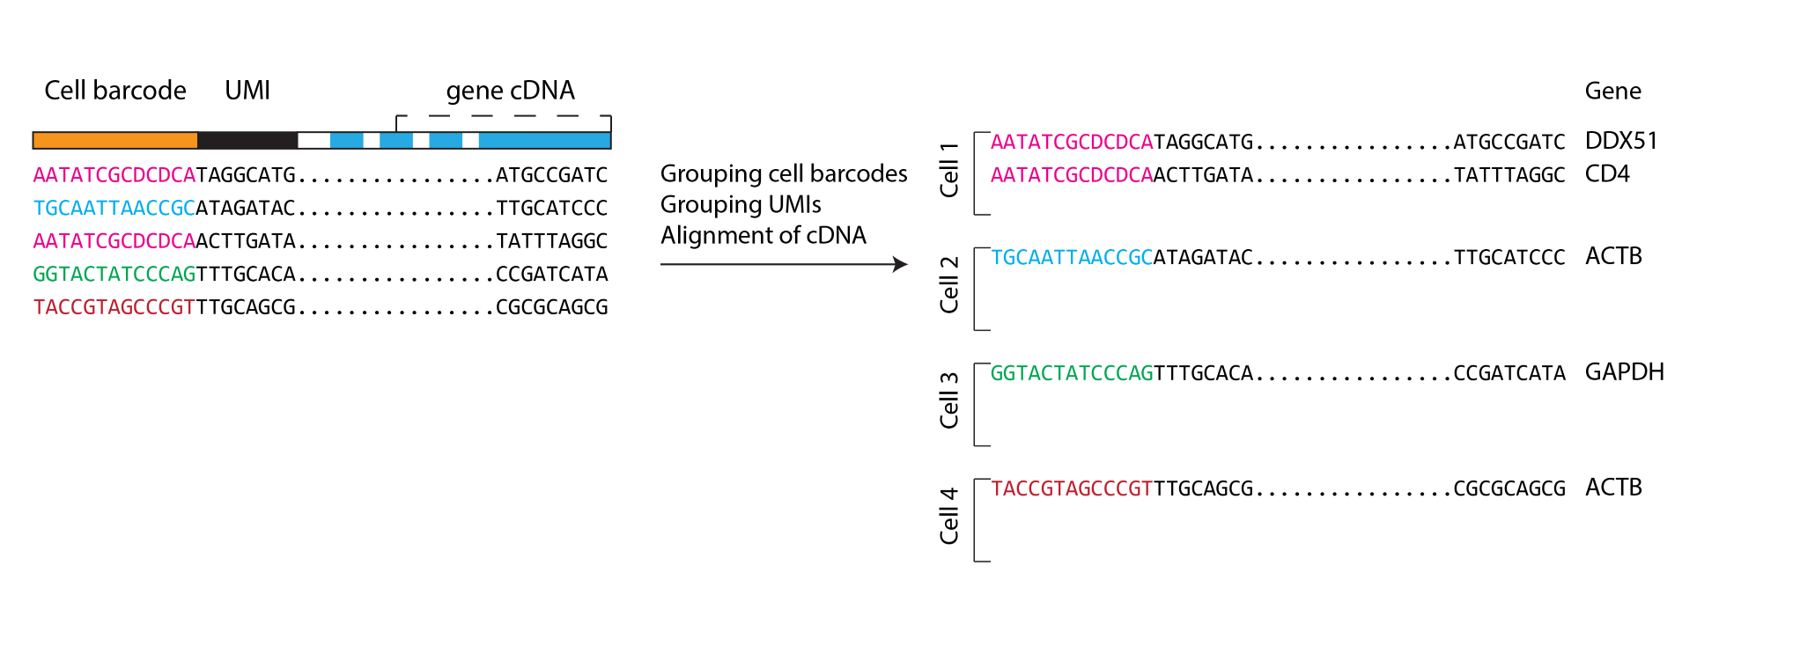 Cell barcode UMI gene cDNA
AATATCGCDCDCATAGGCATG................ATGCCGATC
TGCAATTAACCGCATAGATAC................TTGCATCCC
AATATCGCDCDCAACTTGATA................TATTTAGGC
GGTACTATCCCAGTTTGCACA................CCGATCATA
TACCGTAGCCCGTTTGCAGCG................CGCGCAGCG
Grouping cell barcodes
Grouping UMIs
Alignment of cDNA
Gene
Cell 1
AATATCGCDCDCATAGGCATG................ATGCCGATC DDX51
AATATCGCDCDCAACTTGATA................TATTTAGGC CD4
Cell 2
TGCAATTAACCGCATAGATAC................TTGCATCCC ACTB
Cell 3
GGTACTATCCCAGTTTGCACA................CCGATCATA GAPDH
Cell 4
TACCGTAGCCCGTTTGCAGCG................CGCGCAGCG ACTB